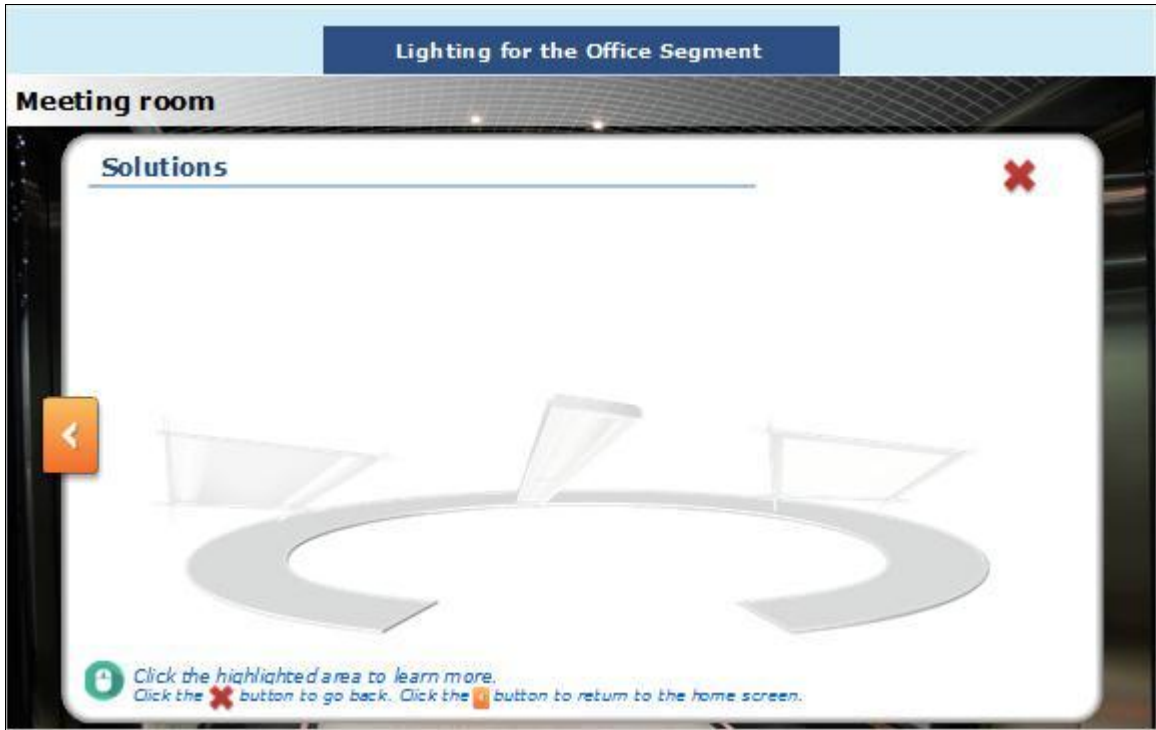 Lighting for the Office Segment
Meeting room
Solutions
Click the highlighted area to learn more.
Click the button to go back. Click the button to return to the home screen.